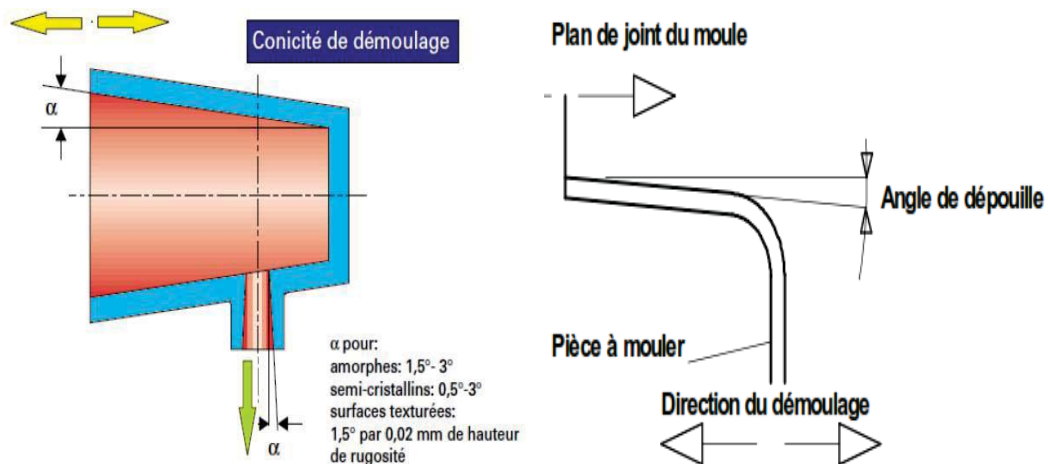 Conicité de démoulage
α
α pour:
amorphes: 1,5°- 3°
semi-cristallins: 0,5°-3°
surfaces texturées:
1,5° par 0,02 mm de hauteur
de rugosité
α
Plan de joint du moule
Angle de dépouille
Pièce à mouler
Direction du démoulage